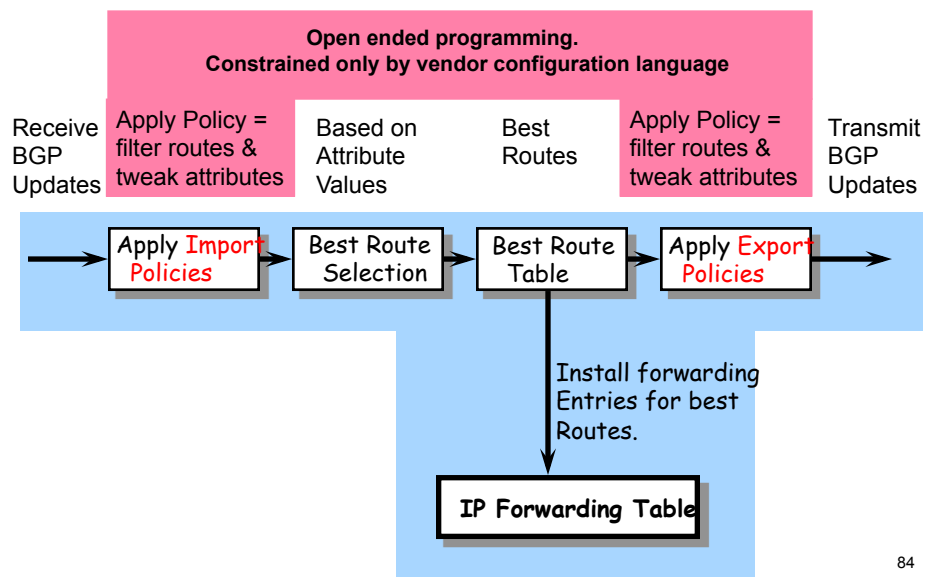 Open ended programming.
Constrained only by vendor configuration language
Receive
BGP
Updates
Apply Policy =
filter routes &
tweak attributes
Based on
Attribute
Values
Best
Routes
Apply Policy =
filter routes &
tweak attributes
Transmit
BGP
Updates
Apply Import
Policies
Best Route
Selection
Best Route
Table
Apply Export
Policies
Install forwarding
Entries for best
Routes.
IP Forwarding Table
84